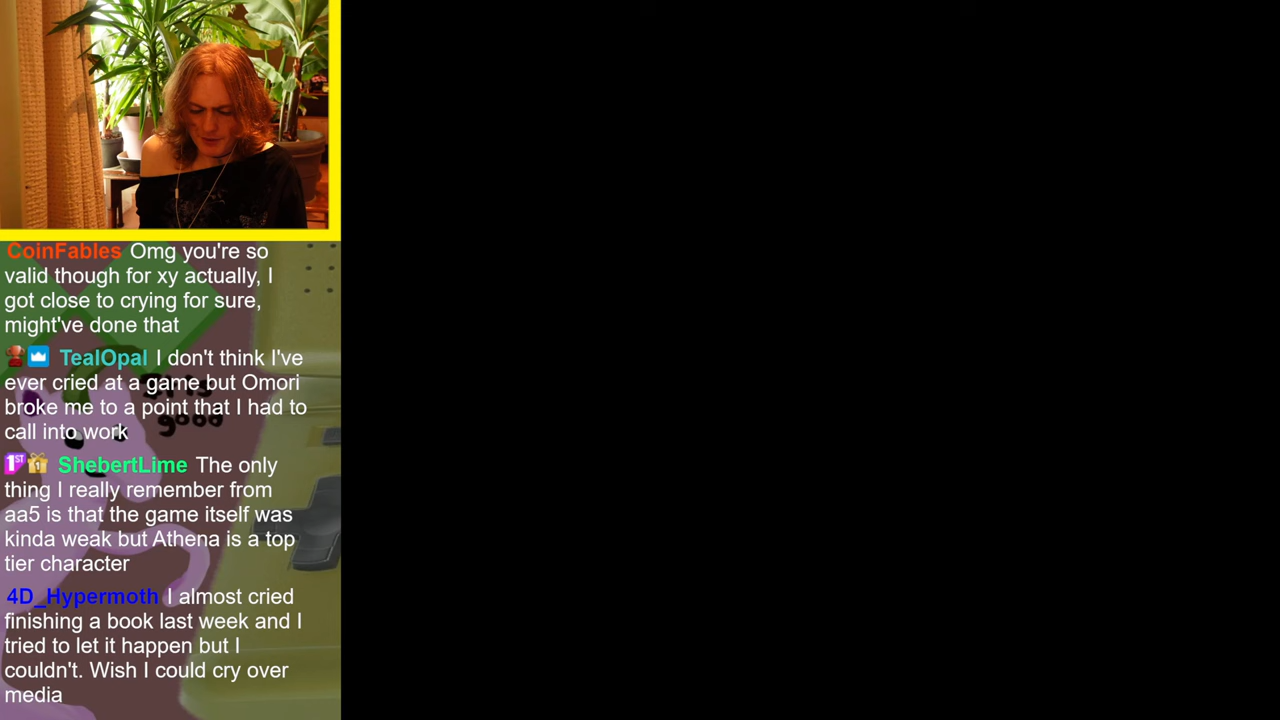 CoinFables Omg you're so
valid though for xy actually, I
got close to crying for sure,
might've done that
1ST
TealOpal I don't think I've
ever cried at a game but Omori
broke me to a point that I had to
call into work
girls
good
1
ShebertLime The only
thing I really remember from
aa5 is that the game itself was
kinda weak but Athena is a top
tier character
4D_Hypermoth I almost cried
finishing a book last week and I
tried to let it happen but I
couldn't. Wish I could cry over
media